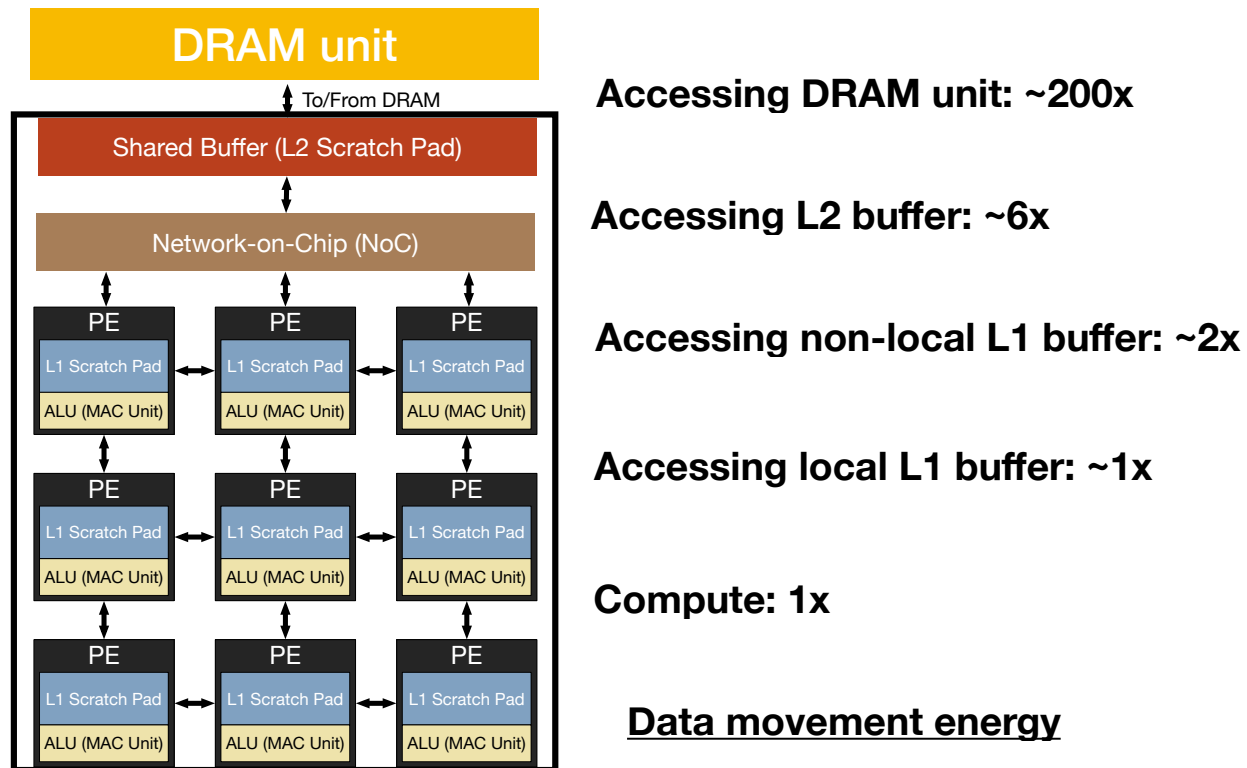 DRAM unit
To/From DRAM
Accessing DRAM unit: ~200x
Shared Buffer (L2 Scratch Pad)
Accessing L2 buffer: ~6x
Network-on-Chip (NoC)
PE PE PE
L1 Scratch Pad L1 Scratch Pad L1 Scratch Pad
ALU (MAC Unit) ALU (MAC Unit) ALU (MAC Unit)
Accessing non-local L1 buffer: ~2x
PE PE PE
L1 Scratch Pad L1 Scratch Pad L1 Scratch Pad
ALU (MAC Unit) ALU (MAC Unit) ALU (MAC Unit)
Accessing local L1 buffer: ~1x
Compute: 1x
PE PE PE
L1 Scratch Pad L1 Scratch Pad L1 Scratch Pad
ALU (MAC Unit) ALU (MAC Unit) ALU (MAC Unit)
Data movement energy